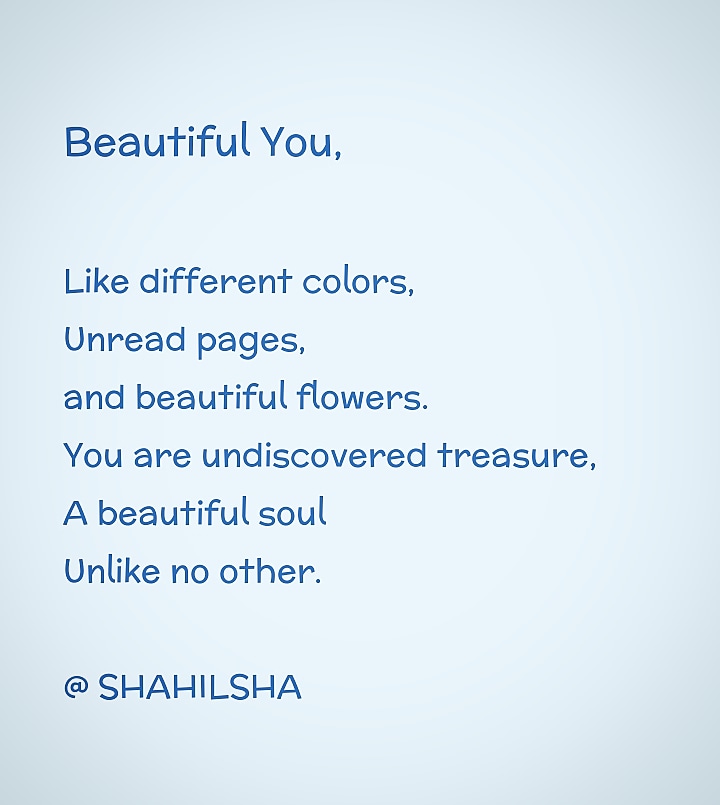 Beautiful You,
Like different colors,
Unread pages,
and beautiful flowers.
You are undiscovered treasure,
A beautiful soul
Unlike no other.
@ SHAHILSHA